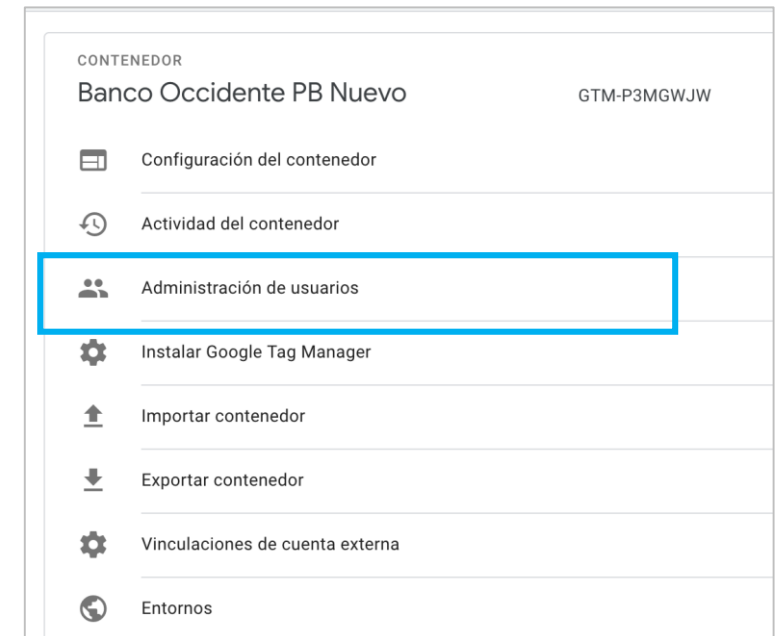 CONTENEDOR
Banco Occidente PB Nuevo GTM-P3MGWJW
Configuración del contenedor
Actividad del contenedor
Administración de usuarios
Instalar Google Tag Manager
Importar contenedor
Exportar contenedor
Vinculaciones de cuenta externa
Entornos